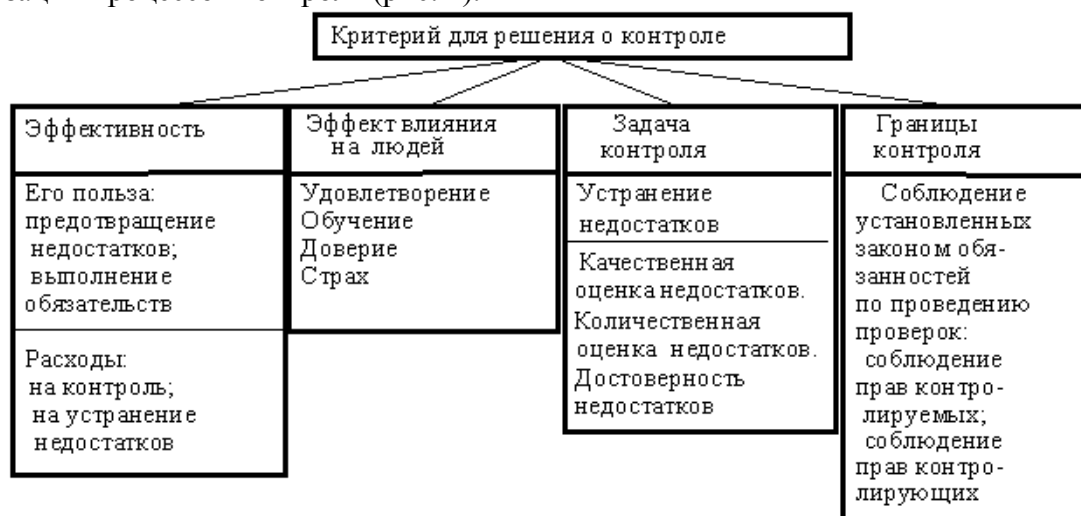 Критерий для решения о контроле
Эффективность
Его польза:
предотвращение
недостатков;
выполнение
обязательств
Расходы:
на контроль;
на устранение
недостатков
Эффект влияния
на людей
Удовлетворение
Обучение
Доверие
Страх
Задача
контроля
Устранение
недостатков
Качественная
оценка недостатков.
Количественная
оценка недостатков.
Достоверность
недостатков
Границы
контроля
Соблюдение
установленных
законом обя-
занностей
по проведению
проверок:
соблюдение
прав контро-
лируемых;
соблюдение
прав контро-
лирующих